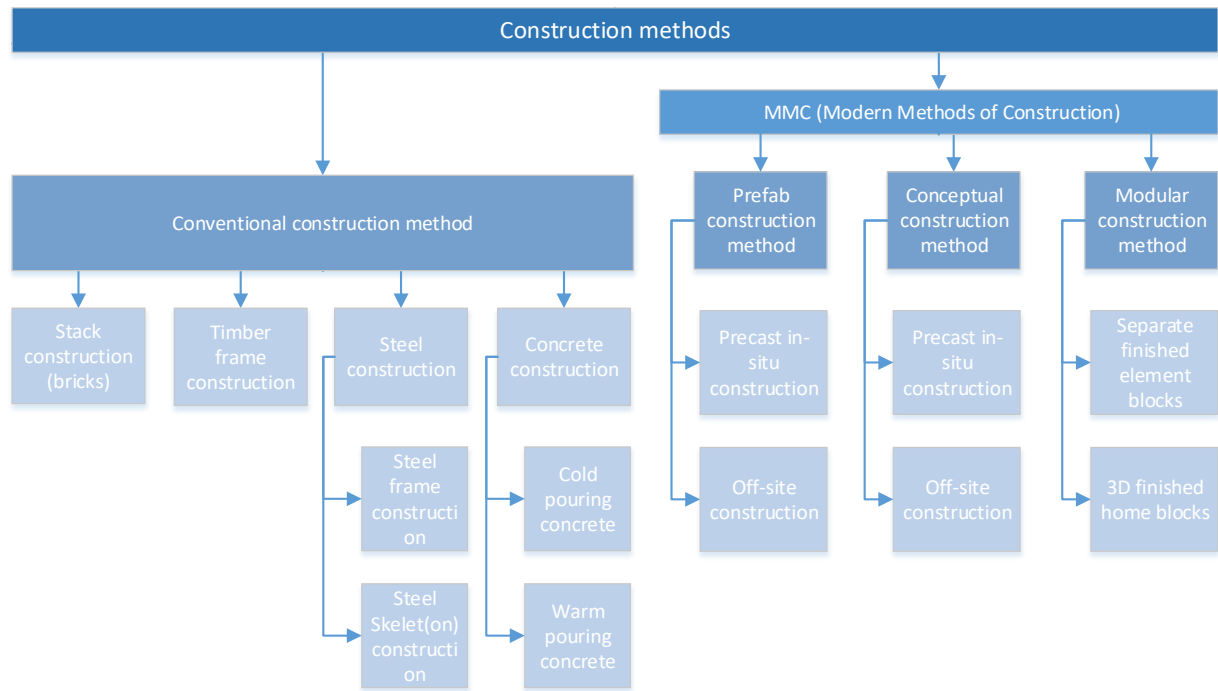 Construction methods
MMC (Modern Methods of Construction)
Conventional construction method
Prefab
construction
method
Conceptual
construction
method
Modular
construction
method
Stack
construction
(bricks)
Timber
frame
construction
Steel
construction
Concrete
construction
Precast in-
situ
construction
Precast in-
situ
construction
Separate
finished
element
blocks
Steel
frame
constructi
on
Cold
pouring
concrete
Off-site
construction
Off-site
construction
3D finished
home blocks
Steel
Skelet(on)
constructi
on
Warm
pouring
concrete